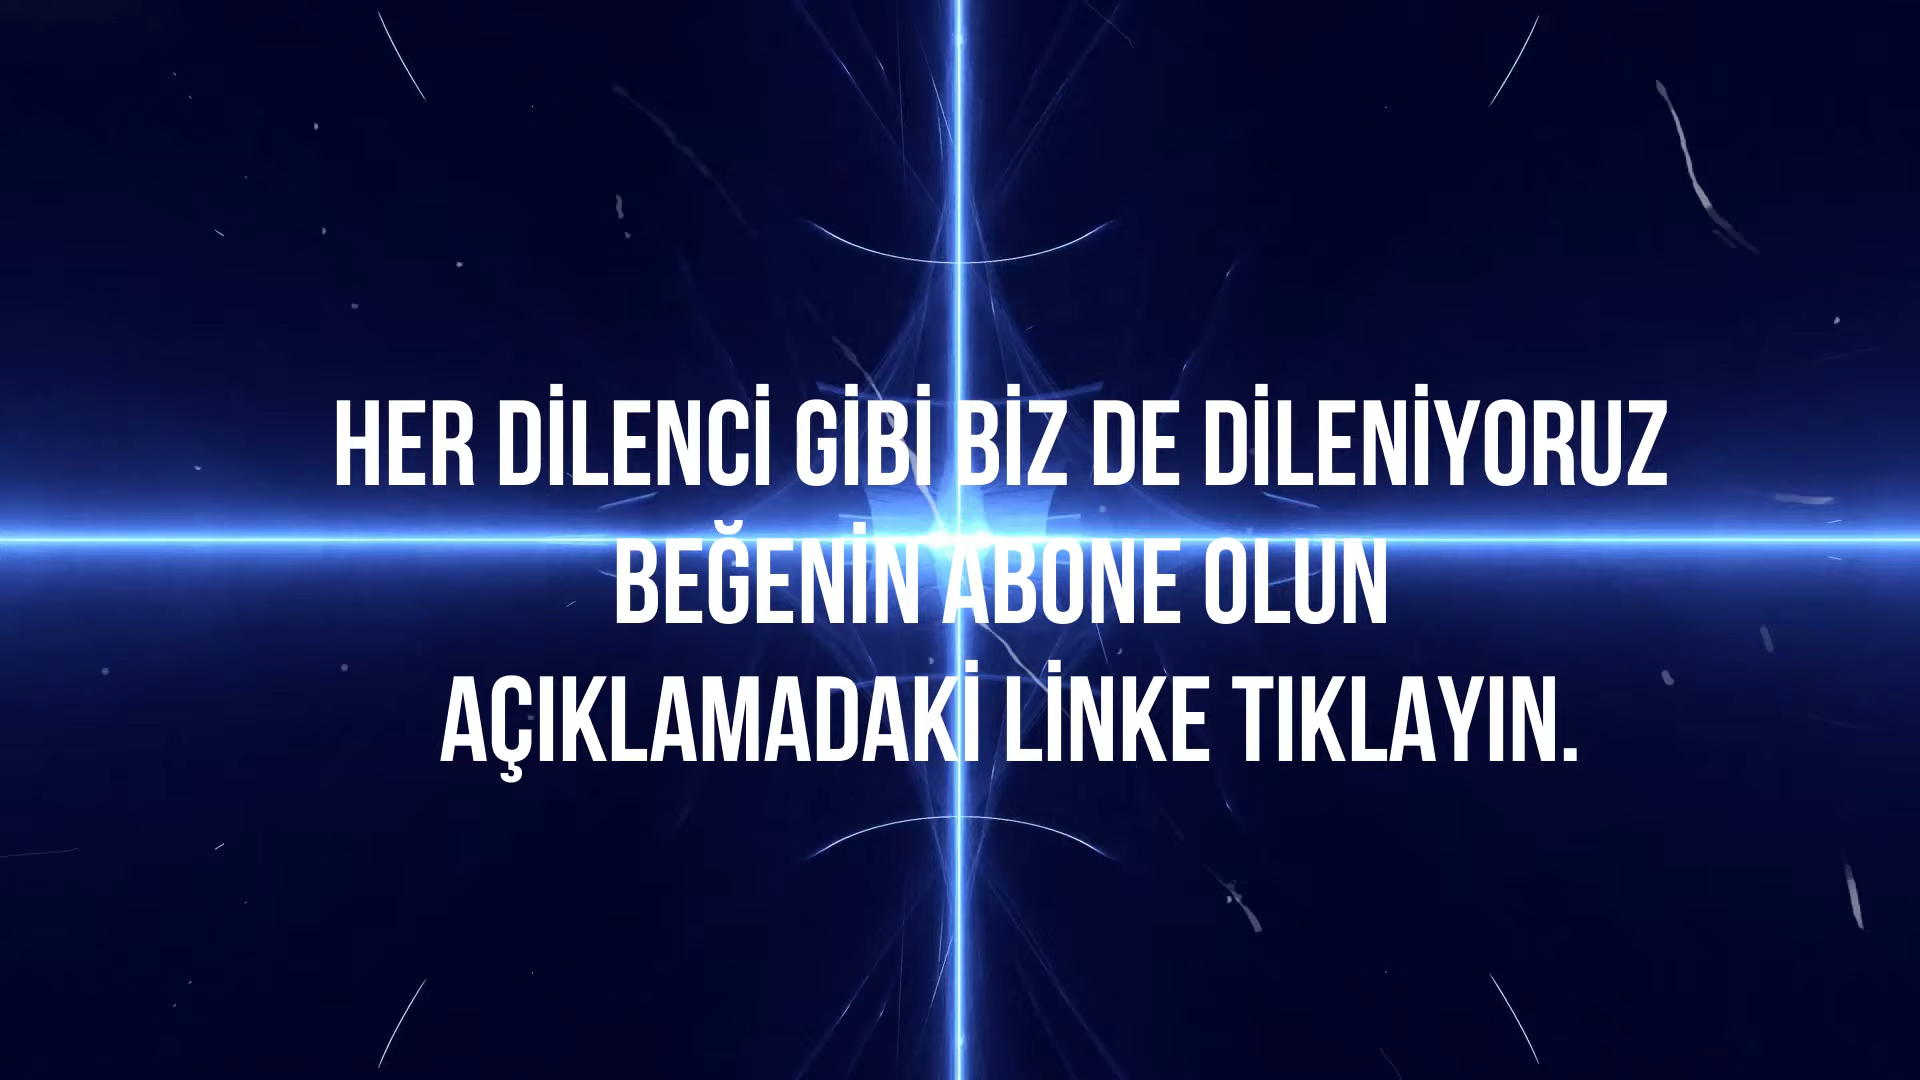 HER DİLENCİ GİBİ BİZ DE DİLENİYORUZ
BEĞENİN ABONE OLUN
AÇIKLAMADAKİ LİNKE TIKLAYIN.